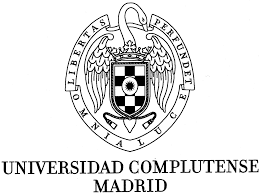 LIBERTAS PERFUNDET
OMNIA LUCE
UNIVERSIDAD COMPLUTENSE
MADRID